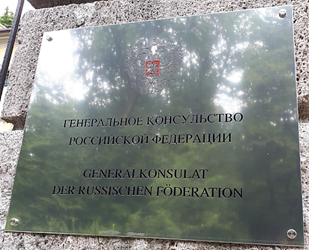 ГЕНЕРАЛЬНОЕ КОНСУЛЬСТВО
РОССИЙСКОЙ ФЕДЕРАЦИИ
GENERALKONSULAT
DER RUSSISCHEN FÖDERATION